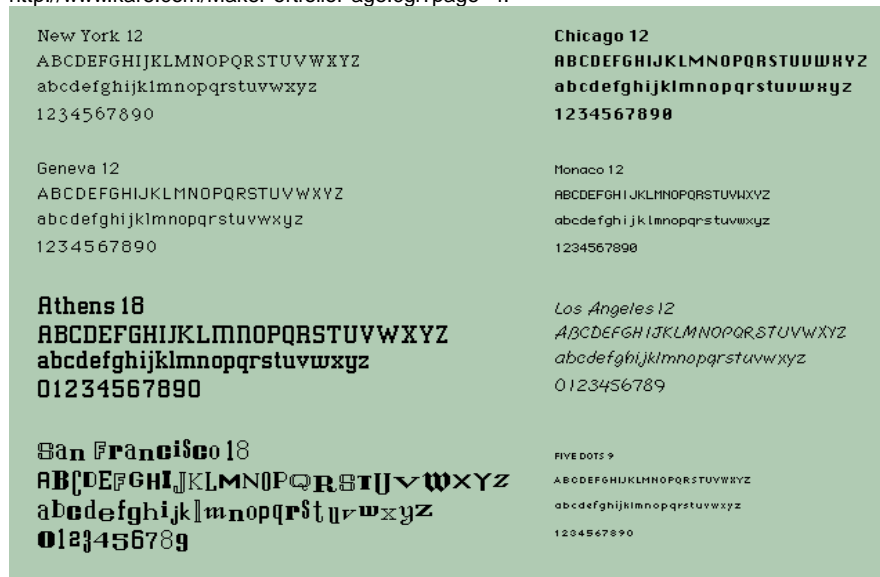 New York 12
ABCDEFGHIJKLMNOPQRSTUVWXYZ
abcdefghijklmnopqrstuvwxyz
1234567890
Geneva 12
ABCDEFGHIJKLMNOPQRSTUVWXYZ
abcdefghijklmnopqrstuvwxyz
1234567890
Athens 18
ABCDEFGHIJKLMNOPQRSTUVWXYZ
abcdefghijklmnopqrstuvwxyz
01234567890
San Francisco 18
ABCDEFGHIJKLMNOPQRSTUVWXYZ
abcdefghijklmnopqrstuvwxyz
0123456789
Chicago 12
ABCDEFGHIJKLMNOPQRSTUVWXYZ
abcdefghijklmnopqrstuvwxyz
1234567890
Monaco 12
ABCDEFGHIJKLMNOPQRSTUVWXYZ
abcdefghijklmnopqrstuvwxyz
1234567890
Los Angeles 12
ABCDEFGHIJKLMNOPQRSTUVWXYZ
abcdefghijklmnopqrstuvwxyz
0123456789
FIVE DOTS 9
ABCDEFGHIJKLMNOPQRSTUVWXYZ
abcdefghijklmnopqrstuvwxyz
1234567890